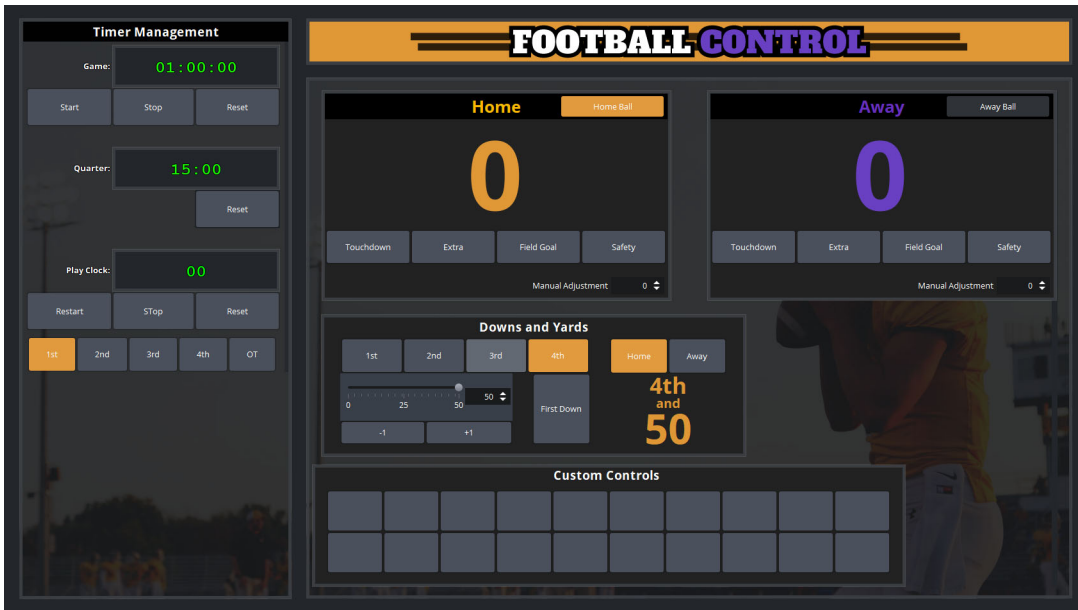 Timer Management
Game: 01:00:00
Start Stop Reset
Quarter: 15:00
Reset
Play Clock: 00
Restart STop Reset
1st 2nd 3rd 4th OT
FOOTBALL CONTROL
Home Home Ball
0
Touchdown Extra Field Goal Safety
Manual Adjustment 0
Away Away Ball
0
Touchdown Extra Field Goal Safety
Manual Adjustment 0
Downs and Yards
1st 2nd 3rd 4th Home Away
0 25 50 50
-1 +1
First Down
4th
and
50
Custom Controls